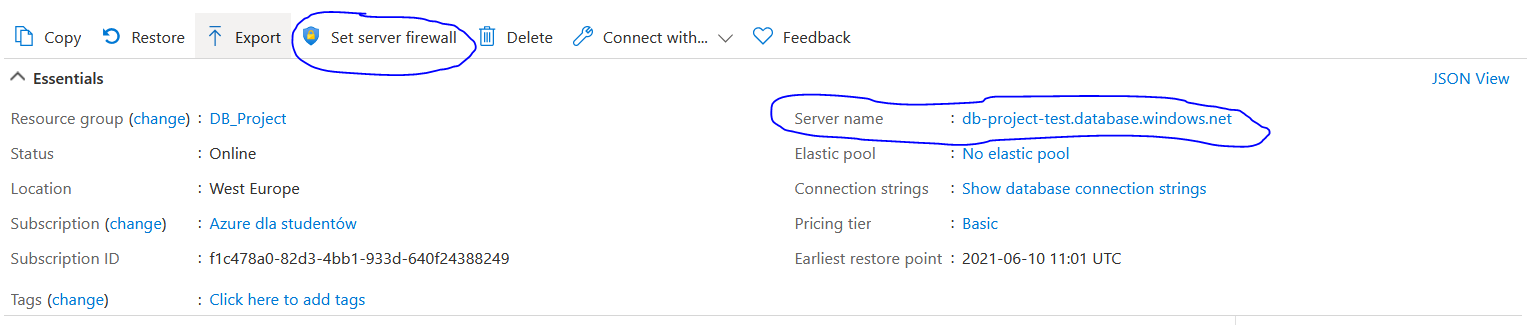 Copy Restore Export Set server firewall Delete Connect with... Feedback
Essentials JSON View
Resource group (change) : DB_Project Server name : db-project-test.database.windows.net
Status : Online Elastic pool : No elastic pool
Location : West Europe Connection strings : Show database connection strings
Subscription (change) : Azure dla studentów Pricing tier : Basic
Subscription ID : f1c478a0-82d3-4bb1-933d-640f24388249 Earliest restore point : 2021-06-10 11:01 UTC
Tags (change) : Click here to add tags